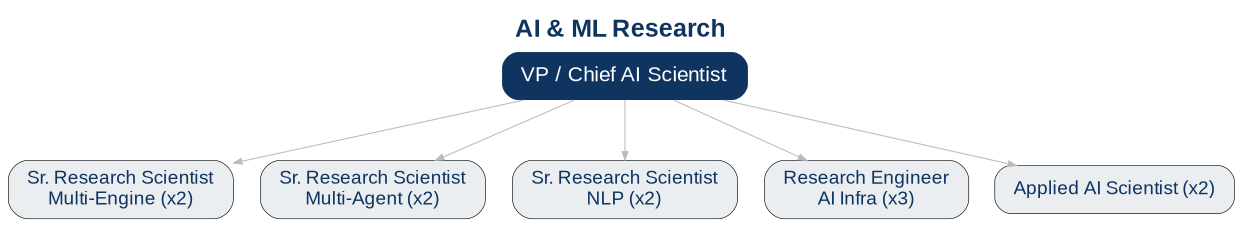 AI & ML Research
VP / Chief AI Scientist
Sr. Research Scientist
Multi-Engine (x2)
Sr. Research Scientist
Multi-Agent (x2)
Sr. Research Scientist
NLP (x2)
Research Engineer
AI Infra (x3)
Applied AI Scientist (x2)